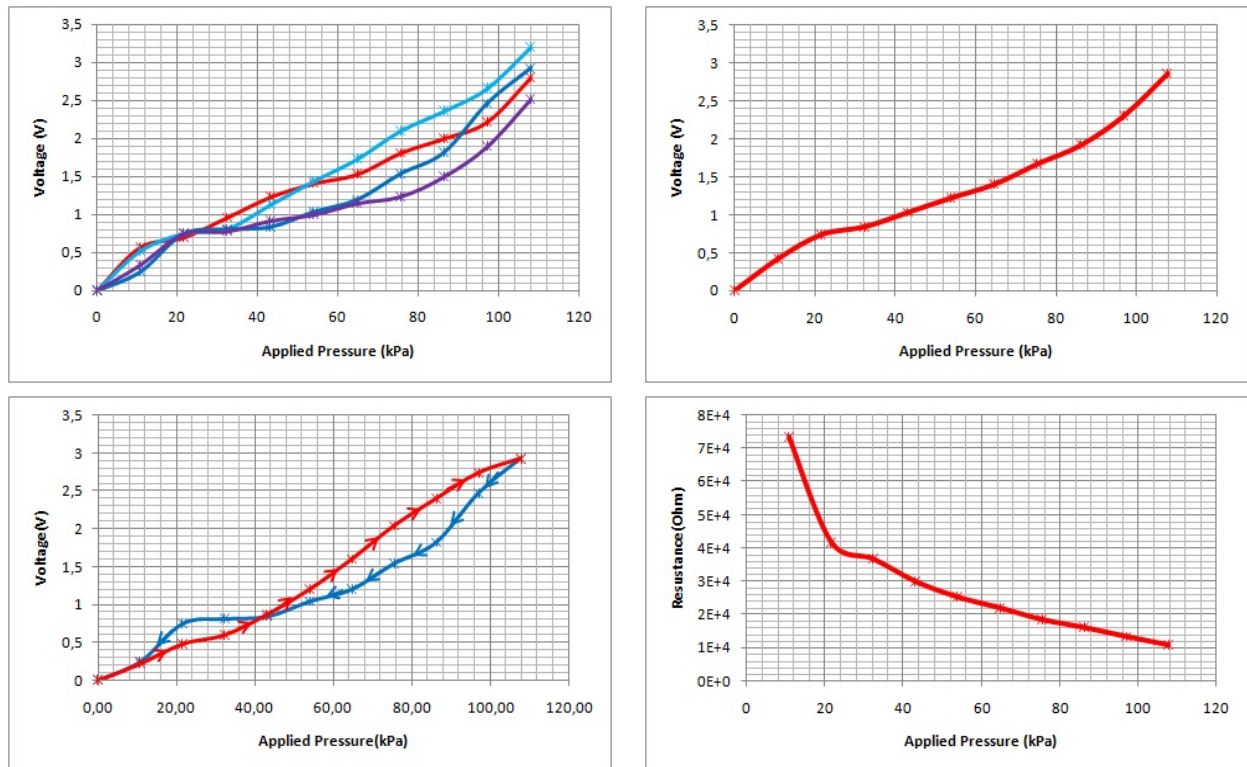 3,5
3
2,5
2
1,5
1
0,5
0
Voltage (V)
0 20 40 60 80 100 120
Applied Pressure (kPa)
3,5
3
2,5
2
1,5
1
0,5
0
Voltage (V)
0 20 40 60 80 100 120
Applied Pressure (kPa)
3,5
3
2,5
2
1,5
1
0,5
0
Voltage(V)
0,00 20,00 40,00 60,00 80,00 100,00 120,00
Applied Pressure(kPa)
8E+4
7E+4
6E+4
5E+4
4E+4
3E+4
2E+4
1E+4
0E+0
Resustance(Ohm)
0 20 40 60 80 100 120
Applied Pressure (kPa)